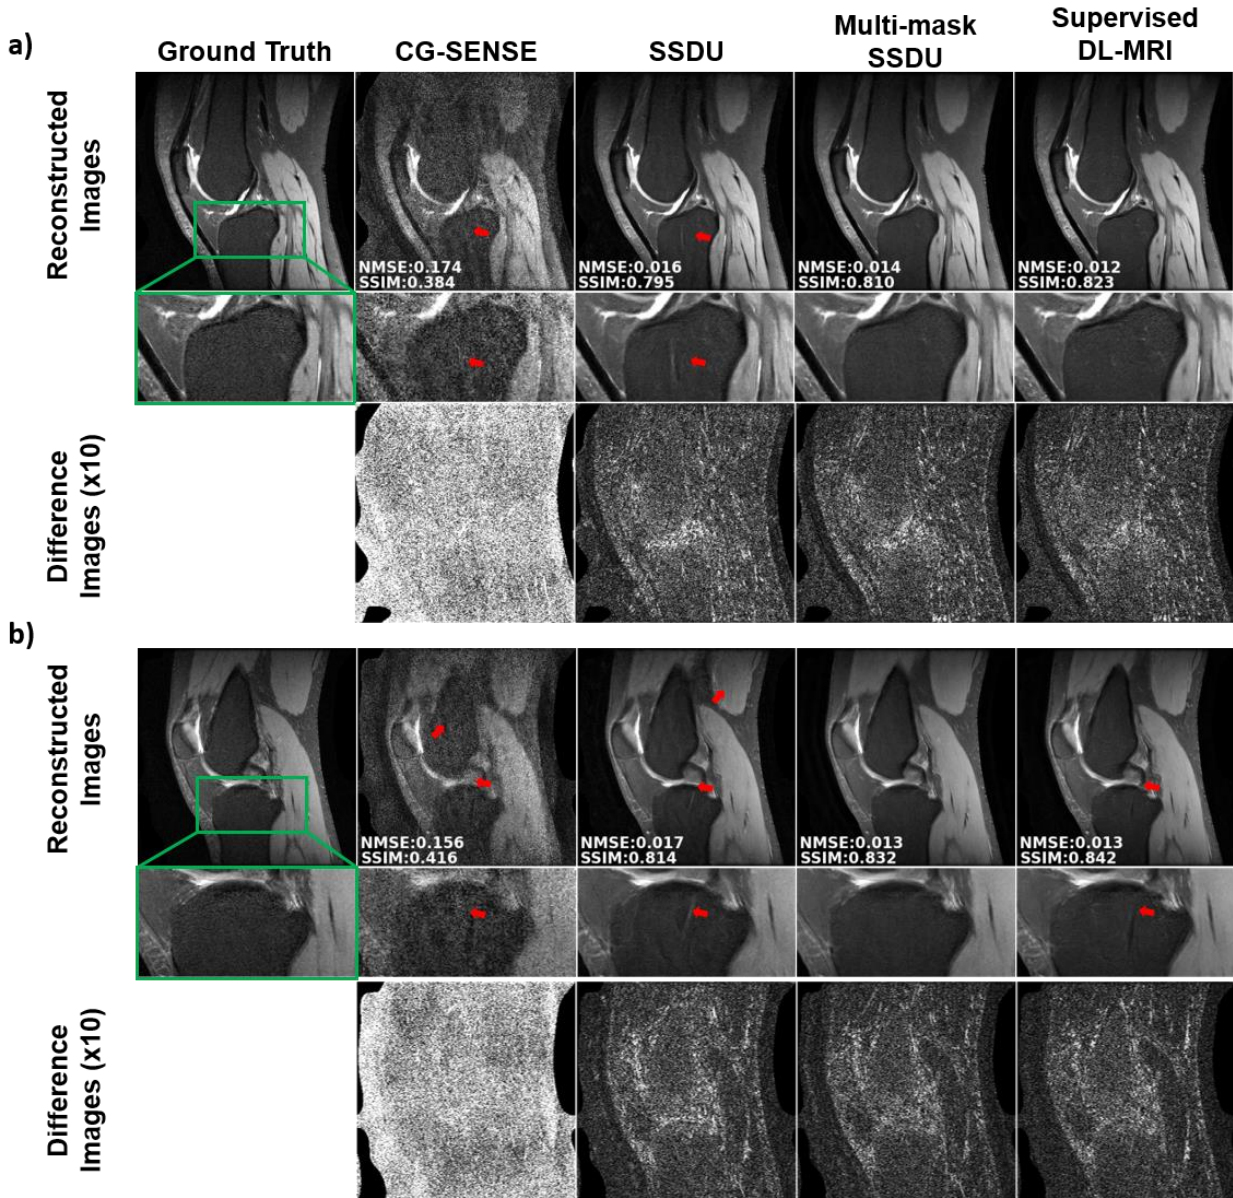 a)
Ground Truth
CG-SENSE
SSDU
Multi-mask
SSDU
Supervised
DL-MRI
Reconstructed
Images
NMSE:0.174
SSIM:0.384
NMSE:0.016
SSIM:0.795
NMSE:0.014
SSIM:0.810
NMSE:0.012
SSIM:0.823
Difference
Images (x10)
b)
Reconstructed
Images
NMSE:0.156
SSIM:0.416
NMSE:0.017
SSIM:0.814
NMSE:0.013
SSIM:0.832
NMSE:0.013
SSIM:0.842
Difference
Images (x10)